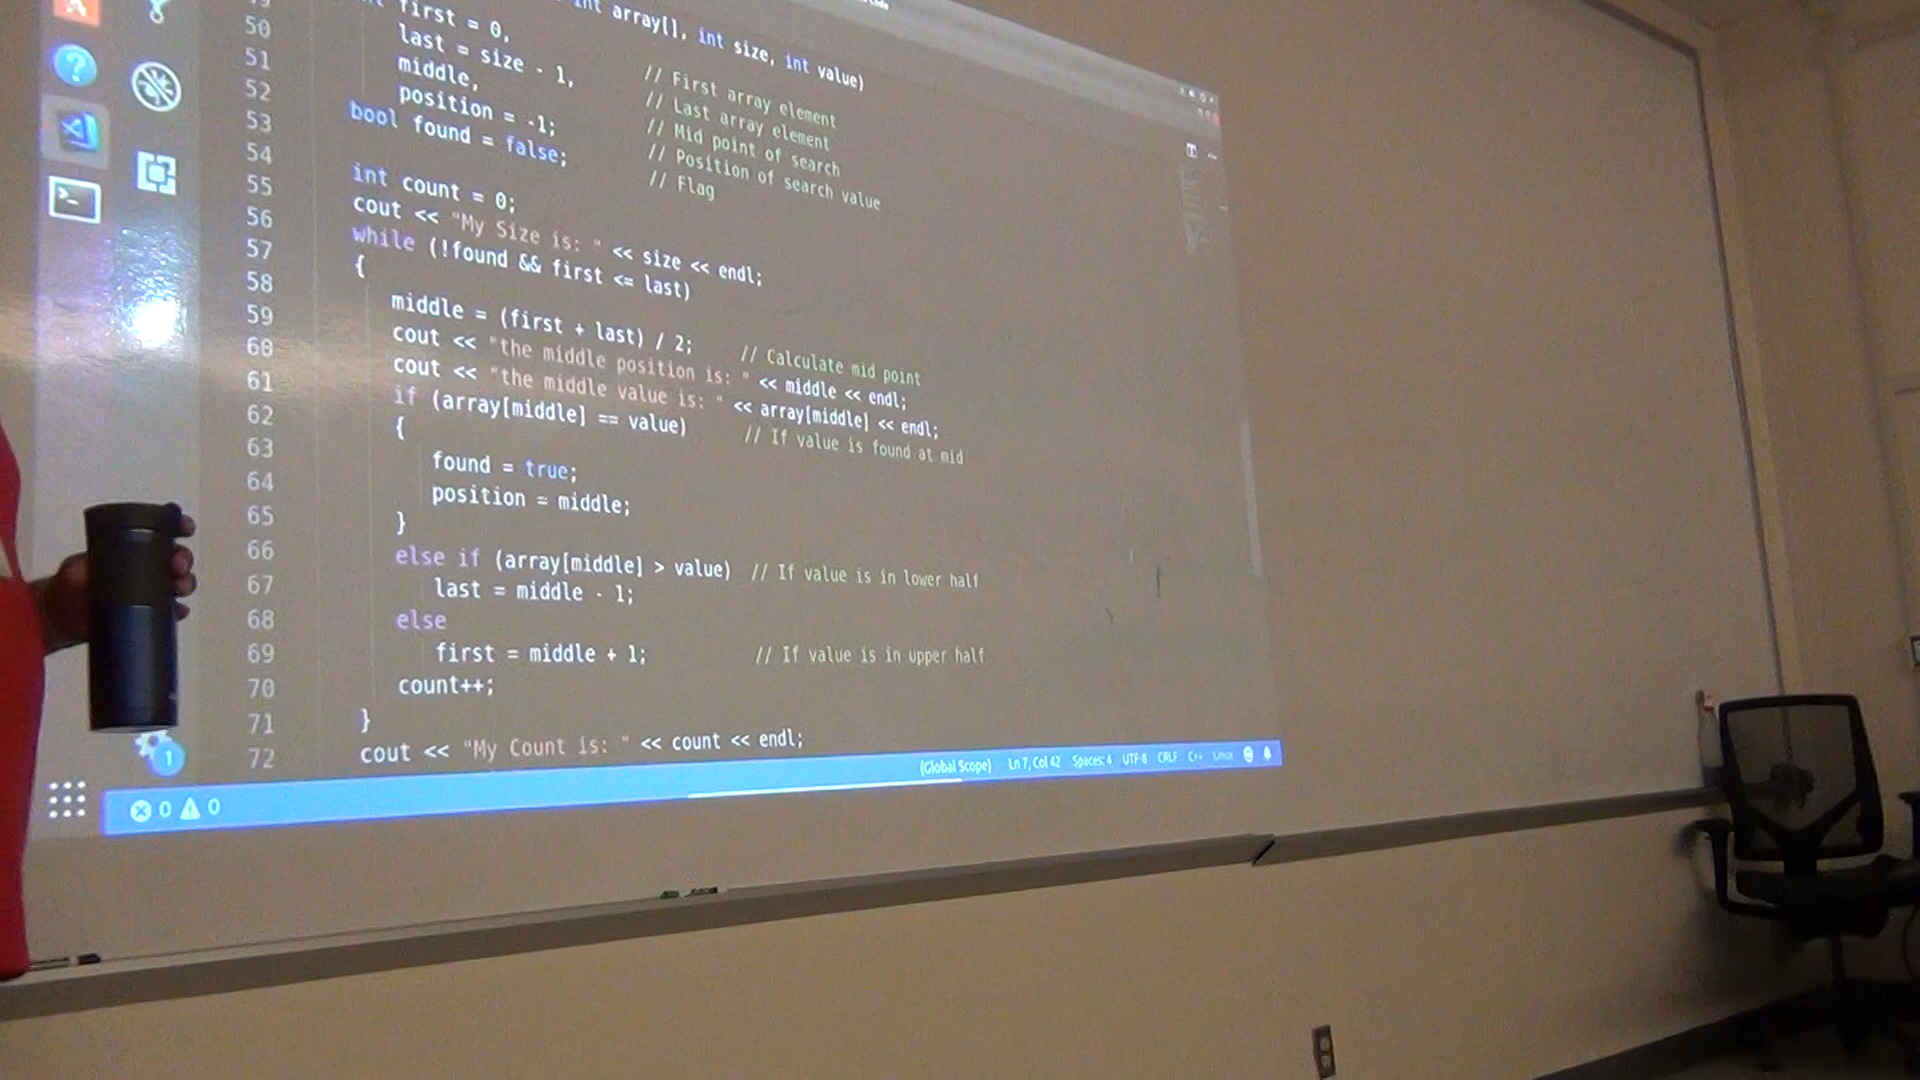 int array[], int size, int value)
50 first = 0, // First array element
51 last = size - 1, // Last array element
52 middle, // Mid point of search
53 position = -1; // Position of search value
54 bool found = false; // Flag
55 int count = 0;
56 cout << "My Size is: " << size << endl;
57 while (!found && first <= last)
58 {
59 middle = (first + last) / 2; // Calculate mid point
60 cout << "the middle position is: " << middle << endl;
61 cout << "the middle value is: " << array[middle] << endl;
62 if (array[middle] == value) // If value is found at mid
63 {
64 found = true;
65 position = middle;
66 }
67 else if (array[middle] > value) // If value is in lower half
68 last = middle - 1;
69 else
70 first = middle + 1; // If value is in upper half
71 count++;
72 }
cout << "My Count is: " << count << endl;
1
0 0 (Global Scope) Ln 7, Col 42 Spaces: 4 UTF-8 CRLF C++ Linux